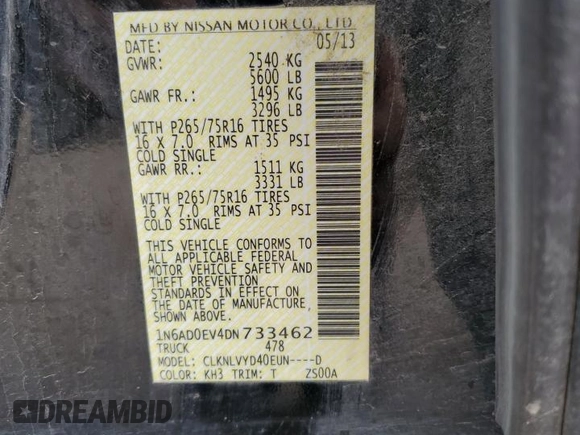 MFD BY NISSAN MOTOR CO., LTD.
DATE: 05/13
GVWR: 2540 KG
5600 LB
GAWR FR.: 1495 KG
3296 LB
WITH P265/75R16 TIRES
16 X 7.0 RIMS AT 35 PSI
COLD SINGLE
GAWR RR.: 1511 KG
3331 LB
WITH P265/75R16 TIRES
16 X 7.0 RIMS AT 35 PSI
COLD SINGLE
THIS VEHICLE CONFORMS TO
ALL APPLICABLE FEDERAL
MOTOR VEHICLE SAFETY AND
THEFT PREVENTION
STANDARDS IN EFFECT ON
THE DATE OF MANUFACTURE,
SHOWN ABOVE.
1N6AD0EV4DN733462
TRUCK 478
MODEL: CLKNLVYD40EUN----D
COLOR: KH3 TRIM: T ZS00A
DREAMBID